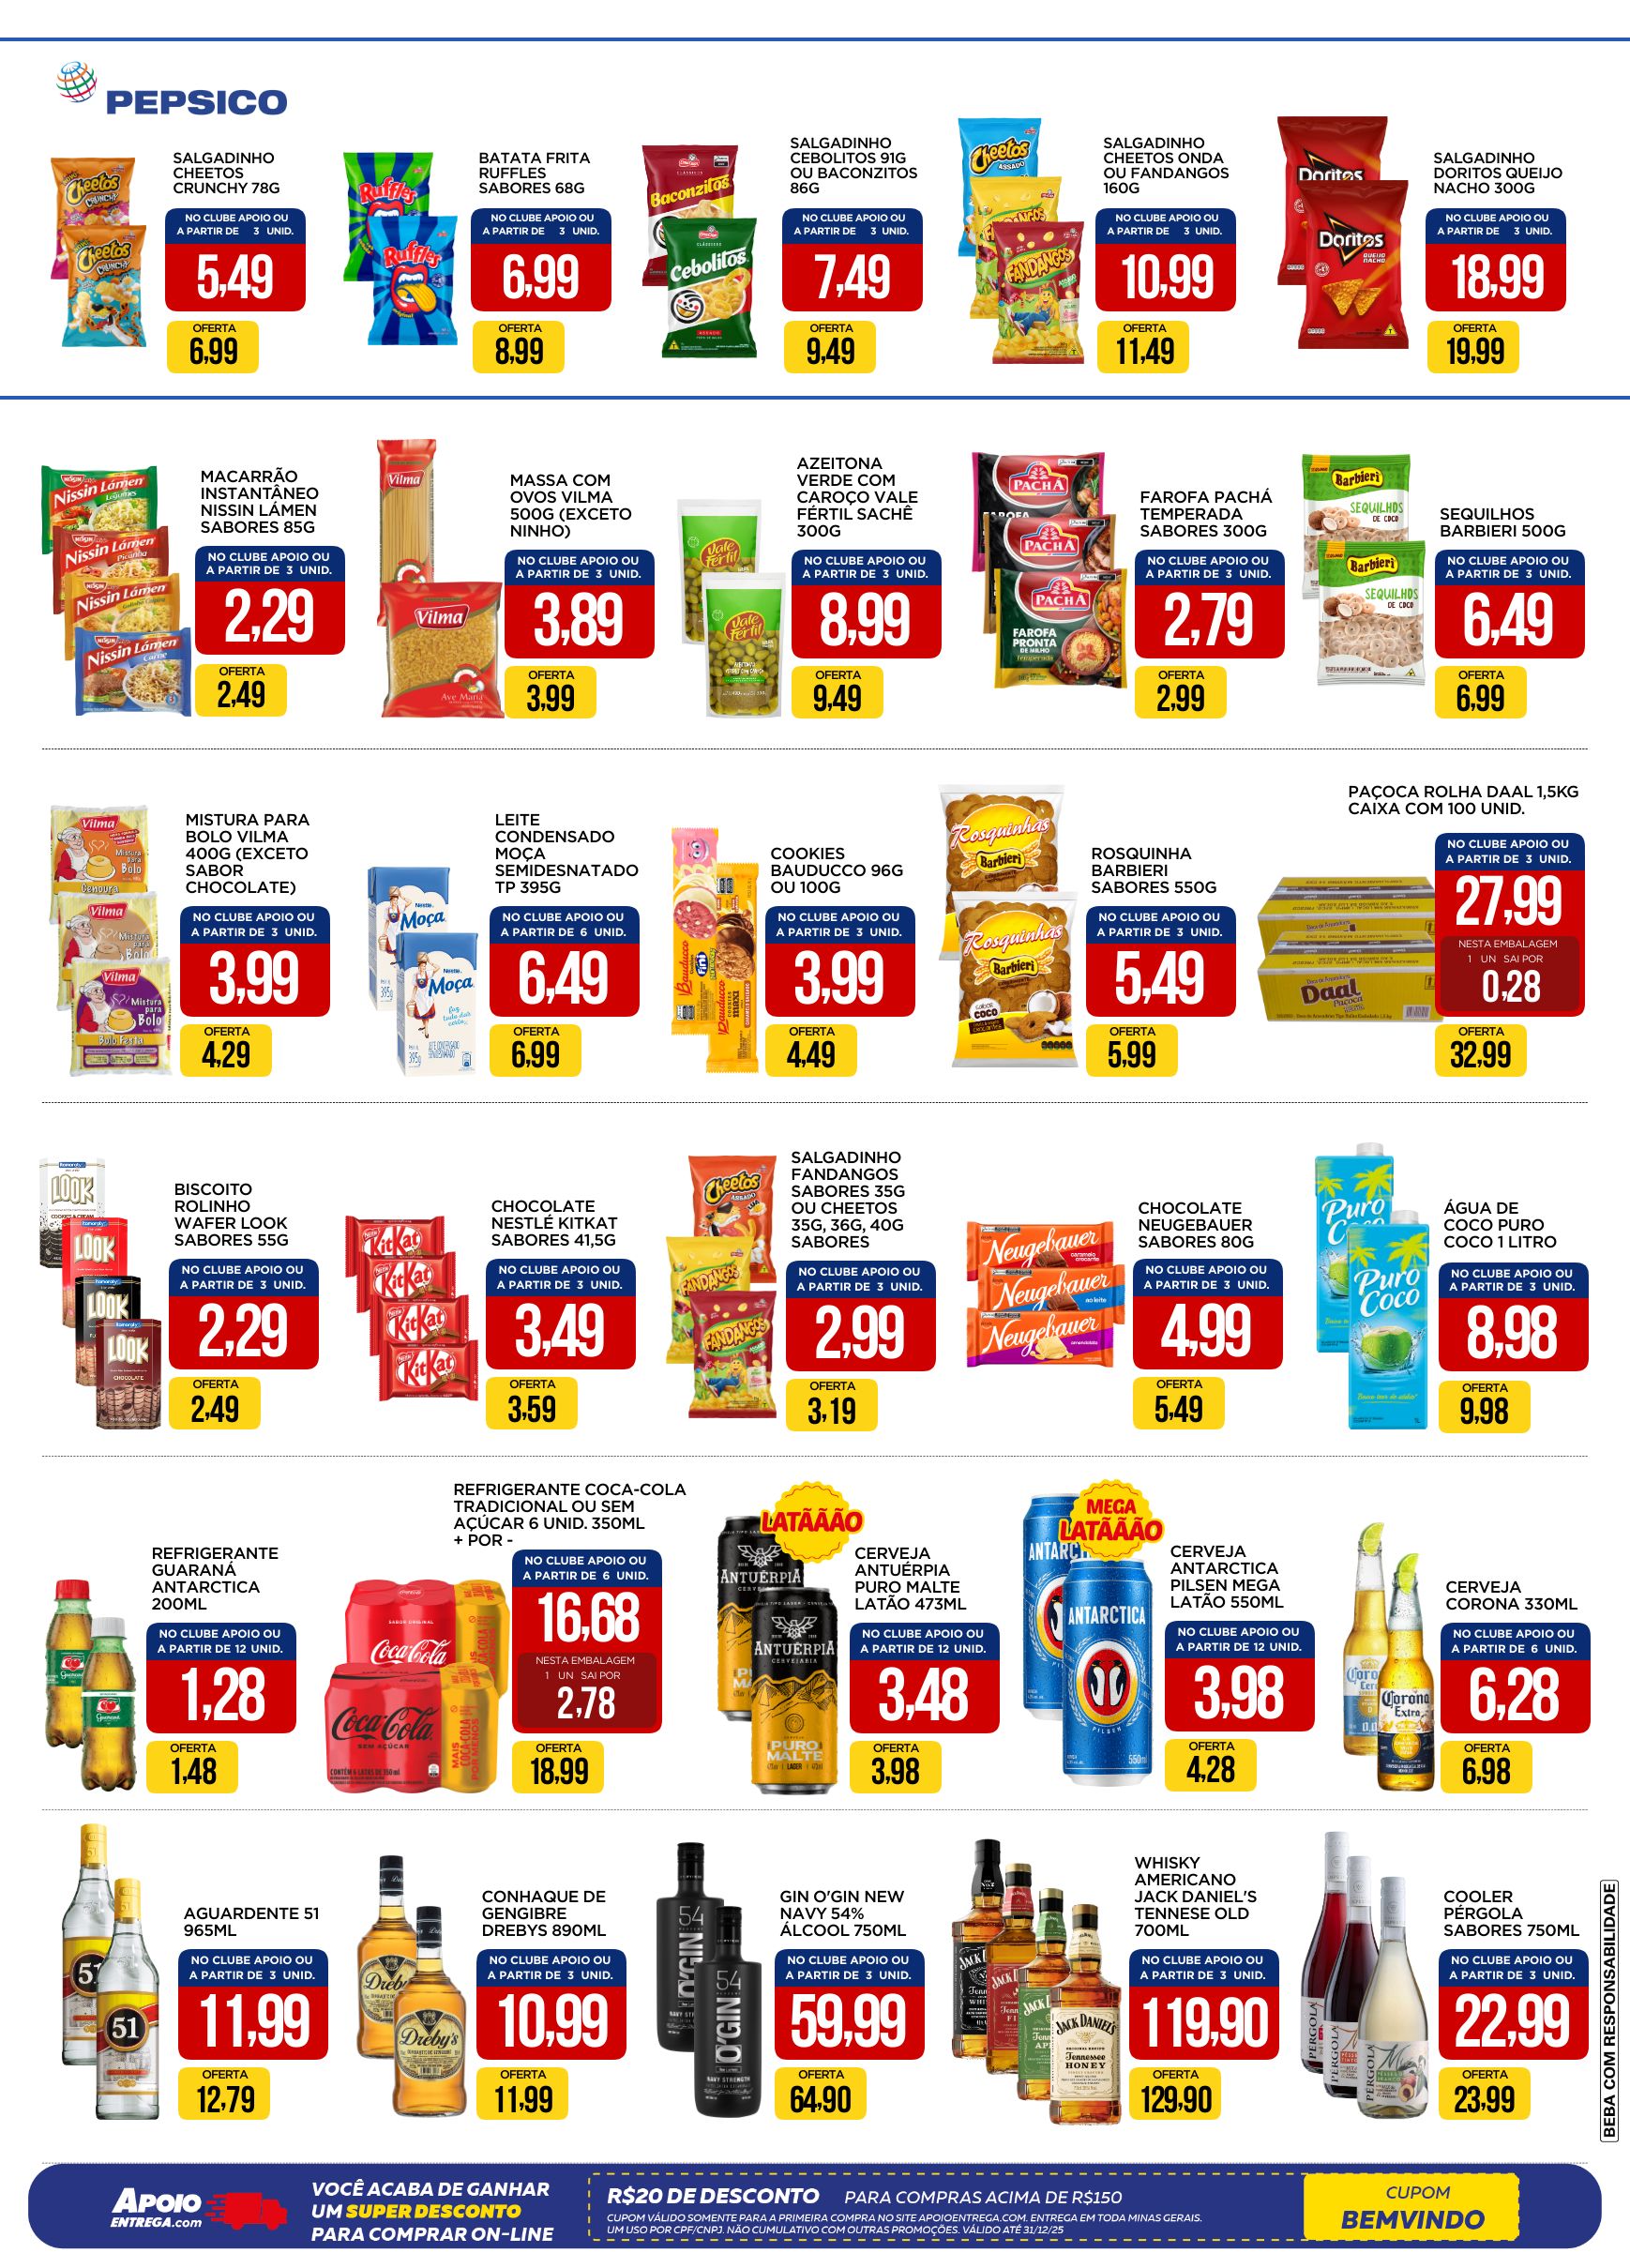 PEPSICO
SALGADINHO
CHEETOS
CRUNCHY 78G
NO CLUBE APOIO OU
A PARTIR DE 3 UNID.
5,49
OFERTA
6,99
BATATA FRITA
RUFFLES
SABORES 68G
NO CLUBE APOIO OU
A PARTIR DE 3 UNID.
6,99
OFERTA
8,99
SALGADINHO
CEBOLITOS 91G
OU BACONZITOS
86G
NO CLUBE APOIO OU
A PARTIR DE 3 UNID.
7,49
OFERTA
9,49
SALGADINHO
CHEETOS ONDA
OU FANDANGOS
160G
NO CLUBE APOIO OU
A PARTIR DE 3 UNID.
10,99
OFERTA
11,49
SALGADINHO
DORITOS QUEIJO
NACHO 300G
NO CLUBE APOIO OU
A PARTIR DE 3 UNID.
18,99
OFERTA
19,99
MACARRÃO
INSTANTÂNEO
NISSIN LÁMEN
SABORES 85G
NO CLUBE APOIO OU
A PARTIR DE 3 UNID.
2,29
OFERTA
2,49
MASSA COM
OVOS VILMA
500G (EXCETO
NINHO)
NO CLUBE APOIO OU
A PARTIR DE 3 UNID.
3,89
OFERTA
3,99
AZEITONA
VERDE COM
CAROÇO VALE
FÉRTIL SACHÊ
300G
NO CLUBE APOIO OU
A PARTIR DE 3 UNID.
8,99
OFERTA
9,49
FAROFA PACHÁ
TEMPERADA
SABORES 300G
NO CLUBE APOIO OU
A PARTIR DE 3 UNID.
2,79
OFERTA
2,99
SEQUILHOS
BARBIERI 500G
NO CLUBE APOIO OU
A PARTIR DE 3 UNID.
6,49
OFERTA
6,99
MISTURA PARA
BOLO VILMA
400G (EXCETO
SABOR
CHOCOLATE)
NO CLUBE APOIO OU
A PARTIR DE 3 UNID.
3,99
OFERTA
4,29
LEITE
CONDENSADO
MOÇA
SEMIDESNATADO
TP 395G
NO CLUBE APOIO OU
A PARTIR DE 6 UNID.
6,49
OFERTA
6,99
COOKIES
BAUDUCCO 96G
OU 100G
NO CLUBE APOIO OU
A PARTIR DE 3 UNID.
3,99
OFERTA
4,49
ROSQUINHA
BARBIERI
SABORES 550G
NO CLUBE APOIO OU
A PARTIR DE 3 UNID.
5,49
OFERTA
5,99
PAÇOCA ROLHA DAAL 1,5KG
CAIXA COM 100 UNID.
NO CLUBE APOIO OU
A PARTIR DE 3 UNID.
27,99
NESTA EMBALAGEM
1 UN SAI POR
0,28
OFERTA
32,99
BISCOITO
ROLINHO
WAFER LOOK
SABORES 55G
NO CLUBE APOIO OU
A PARTIR DE 3 UNID.
2,29
OFERTA
2,49
CHOCOLATE
NESTLÉ KITKAT
SABORES 41,5G
NO CLUBE APOIO OU
A PARTIR DE 3 UNID.
3,49
OFERTA
3,59
SALGADINHO
FANDANGOS
SABORES 35G
OU CHEETOS
35G, 36G, 40G
SABORES
NO CLUBE APOIO OU
A PARTIR DE 3 UNID.
2,99
OFERTA
3,19
CHOCOLATE
NEUGEBAUER
SABORES 80G
NO CLUBE APOIO OU
A PARTIR DE 3 UNID.
4,99
OFERTA
5,49
ÁGUA DE
COCO PURO
COCO 1 LITRO
NO CLUBE APOIO OU
A PARTIR DE 3 UNID.
8,98
OFERTA
9,98
REFRIGERANTE
GUARANÁ
ANTARCTICA
200ML
NO CLUBE APOIO OU
A PARTIR DE 12 UNID.
1,28
OFERTA
1,48
REFRIGERANTE COCA-COLA
TRADICIONAL OU SEM
AÇÚCAR 6 UNID. 350ML
+ POR -
NO CLUBE APOIO OU
A PARTIR DE 6 UNID.
16,68
NESTA EMBALAGEM
1 UN SAI POR
2,78
OFERTA
18,99
LATÃÃÃO
CERVEJA
ANTUÉRPIA
PURO MALTE
LATÃO 473ML
NO CLUBE APOIO OU
A PARTIR DE 12 UNID.
3,48
OFERTA
3,98
MEGA
LATÃÃÃO
CERVEJA
ANTARCTICA
PILSEN MEGA
LATÃO 550ML
NO CLUBE APOIO OU
A PARTIR DE 12 UNID.
3,98
OFERTA
4,28
CERVEJA
CORONA 330ML
NO CLUBE APOIO OU
A PARTIR DE 6 UNID.
6,28
OFERTA
6,98
AGUARDENTE 51
965ML
NO CLUBE APOIO OU
A PARTIR DE 3 UNID.
11,99
OFERTA
12,79
CONHAQUE DE
GENGIBRE
DREBYS 890ML
NO CLUBE APOIO OU
A PARTIR DE 3 UNID.
10,99
OFERTA
11,99
GIN O'GIN NEW
NAVY 54%
ÁLCOOL 750ML
NO CLUBE APOIO OU
A PARTIR DE 3 UNID.
59,99
OFERTA
64,90
WHISKY
AMERICANO
JACK DANIEL'S
TENNESE OLD
700ML
NO CLUBE APOIO OU
A PARTIR DE 3 UNID.
119,90
OFERTA
129,90
COOLER
PÉRGOLA
SABORES 750ML
NO CLUBE APOIO OU
A PARTIR DE 3 UNID.
22,99
OFERTA
23,99
BEBA COM RESPONSABILIDADE
APOIO
ENTREGA.com
VOCÊ ACABA DE GANHAR
UM SUPER DESCONTO
PARA COMPRAR ON-LINE
R$20 DE DESCONTO PARA COMPRAS ACIMA DE R$150
CUPOM VÁLIDO SOMENTE PARA A PRIMEIRA COMPRA NO SITE APOIOENTREGA.COM. ENTREGA EM TODA MINAS GERAIS.
UM USO POR CPF/CNPJ. NÃO CUMULATIVO COM OUTRAS PROMOÇÕES. VÁLIDO ATÉ 31/12/25
CUPOM
BEMVINDO